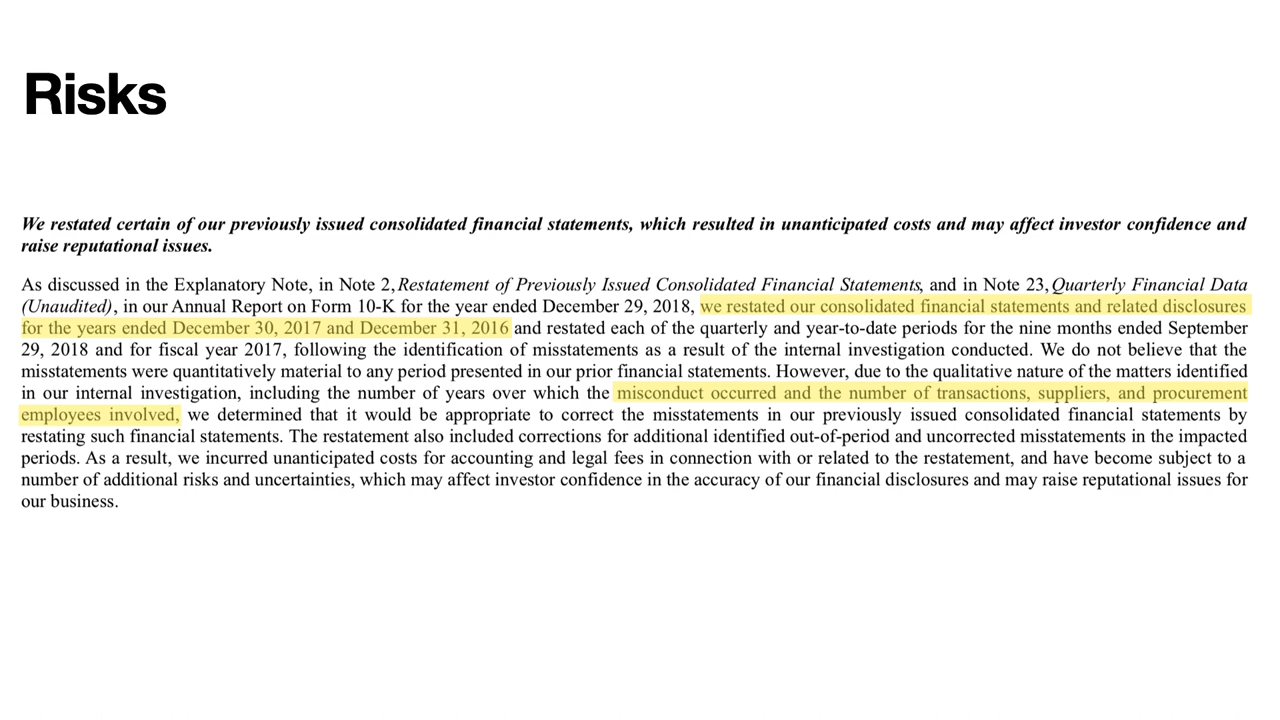 Risks
We restated certain of our previously issued consolidated financial statements, which resulted in unanticipated costs and may affect investor confidence and
raise reputational issues.
As discussed in the Explanatory Note, in Note 2, Restatement of Previously Issued Consolidated Financial Statements, and in Note 23, Quarterly Financial Data
(Unaudited), in our Annual Report on Form 10-K for the year ended December 29, 2018, we restated our consolidated financial statements and related disclosures
for the years ended December 30, 2017 and December 31, 2016 and restated each of the quarterly and year-to-date periods for the nine months ended September
29, 2018 and for fiscal year 2017, following the identification of misstatements as a result of the internal investigation conducted. We do not believe that the
misstatements were quantitatively material to any period presented in our prior financial statements. However, due to the qualitative nature of the matters identified
in our internal investigation, including the number of years over which the misconduct occurred and the number of transactions, suppliers, and procurement
employees involved, we determined that it would be appropriate to correct the misstatements in our previously issued consolidated financial statements by
restating such financial statements. The restatement also included corrections for additional identified out-of-period and uncorrected misstatements in the impacted
periods. As a result, we incurred unanticipated costs for accounting and legal fees in connection with or related to the restatement, and have become subject to a
number of additional risks and uncertainties, which may affect investor confidence in the accuracy of our financial disclosures and may raise reputational issues for
our business.